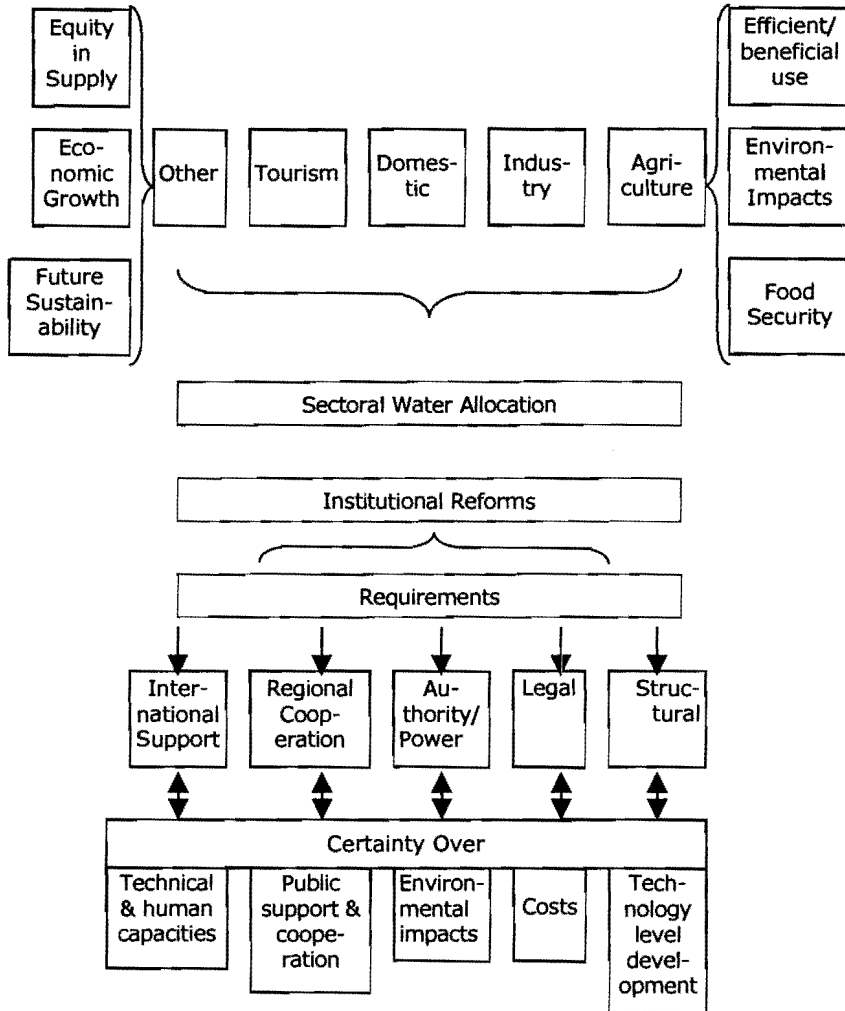 Equity
in
Supply
Eco-
nomic
Growth
Future
Sustain-
ability
Other
Tourism
Domes-
tic
Indus-
try
Agri-
culture
Efficient/
beneficial
use
Environ-
mental
Impacts
Food
Security
Sectoral Water Allocation
Institutional Reforms
Requirements
Inter-
national
Support
Regional
Coop-
eration
Au-
thority/
Power
Legal
Struc-
tural
Certainty Over
Technical
& human
capacities
Public
support &
coope-
ration
Environ-
mental
impacts
Costs
Tech-
nology
level
devel-
opment